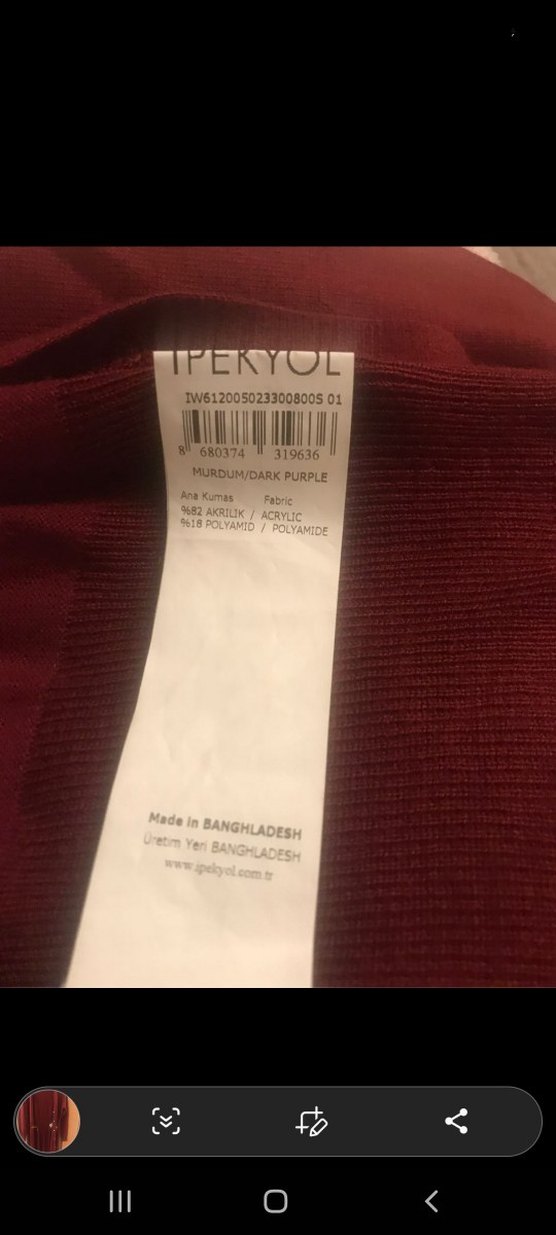 IPEKYOL
IW612005023300800S 01
8 680374 319636
MURDUM/DARK PURPLE
Ana Kumas Fabric
%82 AKRILIK / ACRYLIC
%18 POLYAMID / POLYAMIDE
Made in BANGHLADESH
Üretim Yeri BANGHLADESH
www.ipekyol.com.tr